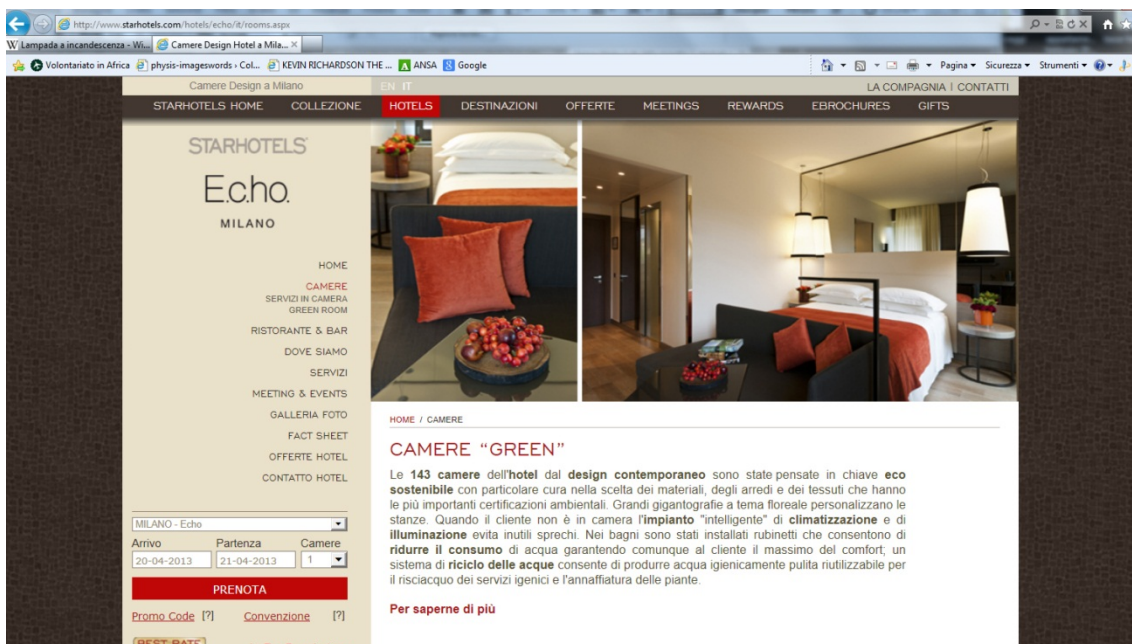 http://www.starhotels.com/hotels/echo/it/rooms.aspx
W Lampada a incandescenza - Wi... Camere Design Hotel a Mila...
Volontariato in Africa physis-imageswords › Col... KEVIN RICHARDSON THE ... ANSA Google Pagina Sicurezza Strumenti
Camere Design a Milano EN IT LA COMPAGNIA | CONTATTI
STARHOTELS HOME COLLEZIONE HOTELS DESTINAZIONI OFFERTE MEETINGS REWARDS EBROCHURES GIFTS
STARHOTELS
E.c.ho.
MILANO
HOME
CAMERE
SERVIZI IN CAMERA
GREEN ROOM
RISTORANTE & BAR
DOVE SIAMO
SERVIZI
MEETING & EVENTS
GALLERIA FOTO
FACT SHEET
OFFERTE HOTEL
CONTATTO HOTEL
MILANO - Echo
Arrivo Partenza Camere
20-04-2013 21-04-2013 1
PRENOTA
Promo Code [?] Convenzione [?]
BEST RATE
HOME / CAMERE
CAMERE "GREEN"
Le 143 camere dell'hotel dal design contemporaneo sono state pensate in chiave eco
sostenibile con particolare cura nella scelta dei materiali, degli arredi e dei tessuti che hanno
le più importanti certificazioni ambientali. Grandi gigantografie a tema floreale personalizzano le
stanze. Quando il cliente non è in camera l'impianto "intelligente" di climatizzazione e di
illuminazione evita inutili sprechi. Nei bagni sono stati installati rubinetti che consentono di
ridurre il consumo di acqua garantendo comunque al cliente il massimo del comfort; un
sistema di riciclo delle acque consente di produrre acqua igienicamente pulita riutilizzabile per
il risciacquo dei servizi igenici e l'annaffiatura delle piante.
Per saperne di più